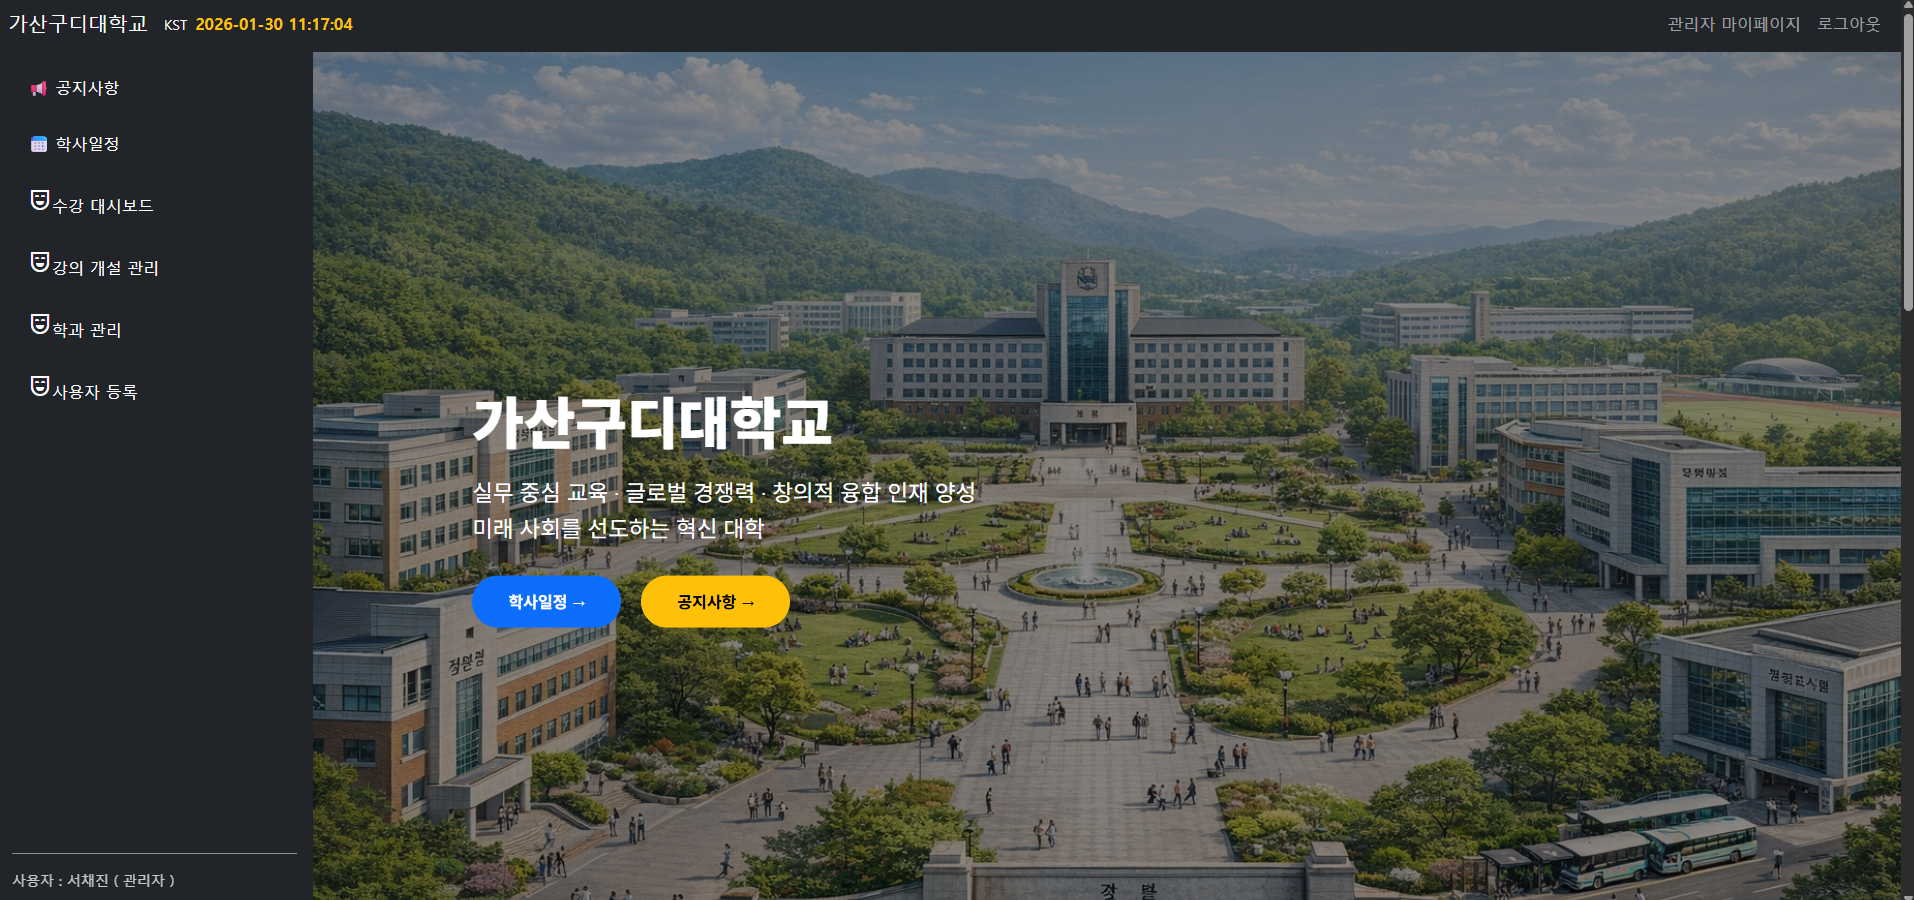 가산구디대학교 KST 2026-01-30 11:17:04
관리자 마이페이지 로그아웃
공지사항
학사일정
수강 대시보드
강의 개설 관리
학과 관리
사용자 등록
가산구디대학교
실무 중심 교육 · 글로벌 경쟁력 · 창의적 융합 인재 양성
미래 사회를 선도하는 혁신 대학
학사일정 →
공지사항 →
사용자 : 서채진 ( 관리자 )